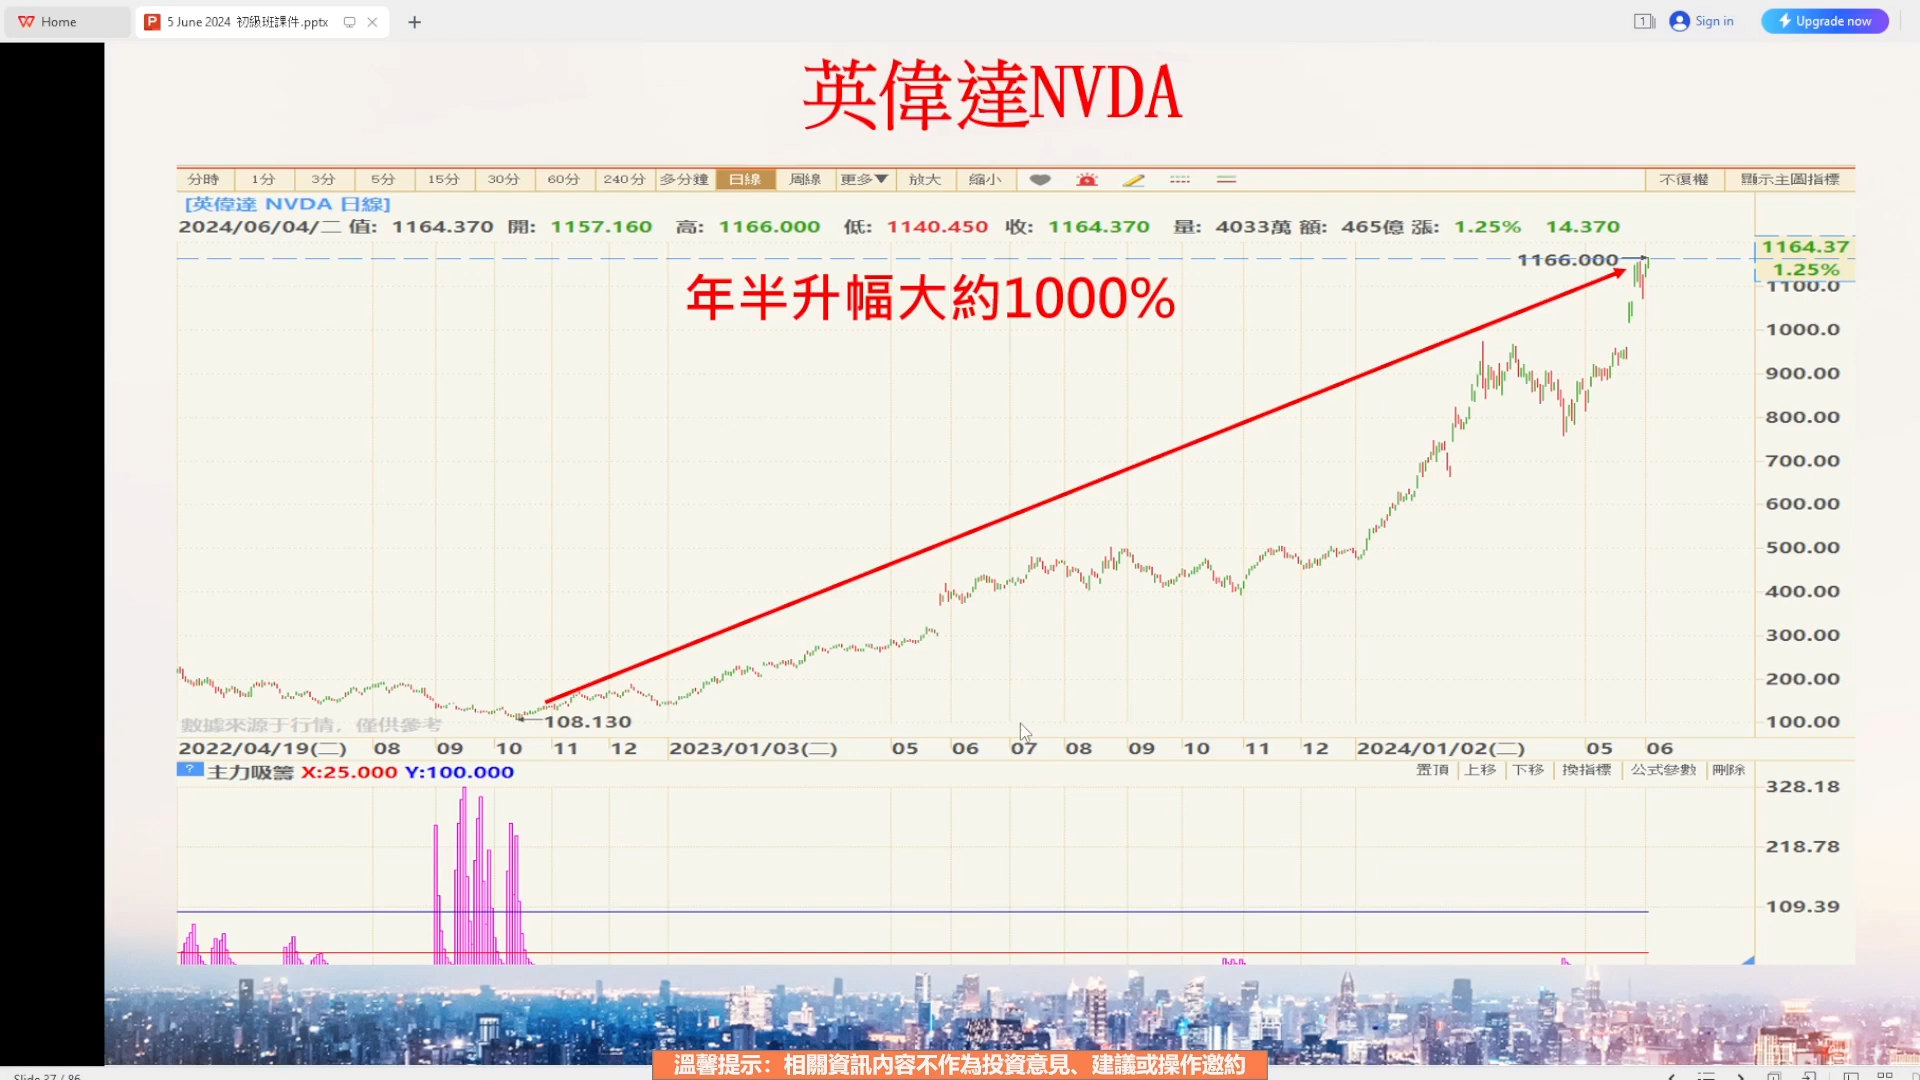 Home
5 June 2024 初級班課件.pptx
1
Sign in
Upgrade now
英偉達NVDA
分時 1分 3分 5分 15分 30分 60分 240分 多分鐘 日線 周線 更多▼ 放大 縮小 不復權 顯示主圖指標
[英偉達 NVDA 日線]
2024/06/04/二 值: 1164.370 開: 1157.160 高: 1166.000 低: 1140.450 收: 1164.370 量: 4033萬 額: 465億 漲: 1.25% 14.370
1164.37
1.25%
1166.000
年半升幅大約1000%
1100.0
1000.0
900.00
800.00
700.00
600.00
500.00
400.00
300.00
200.00
100.00
108.130
數據來源于行情，僅供參考
2022/04/19(二) 08 09 10 11 12 2023/01/03(二) 05 06 07 08 09 10 11 12 2024/01/02(二) 05 06
? 主力吸籌 X:25.000 Y:100.000
置頂 上移 下移 換指標 公式參數 刪除
328.18
218.78
109.39
溫馨提示：相關資訊內容不作為投資意見、建議或操作邀約
Slide 37 / 86